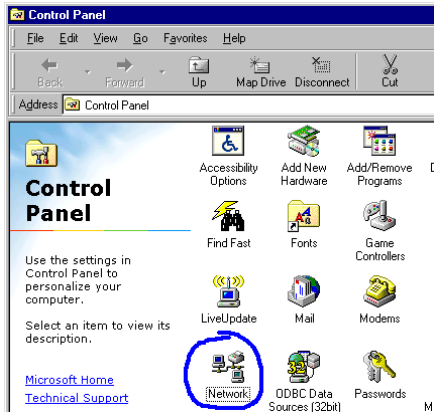 Control Panel
File Edit View Go Favorites Help
Back Forward Up Map Drive Disconnect Cut
Address Control Panel
Control
Panel
Use the settings in
Control Panel to
personalize your
computer.
Select an item to view its
description.
Microsoft Home
Technical Support
Accessibility
Options
Add New
Hardware
Add/Remove
Programs
Find Fast
Fonts
Game
Controllers
LiveUpdate
Mail
Modems
Network
ODBC Data
Sources (32bit)
Passwords